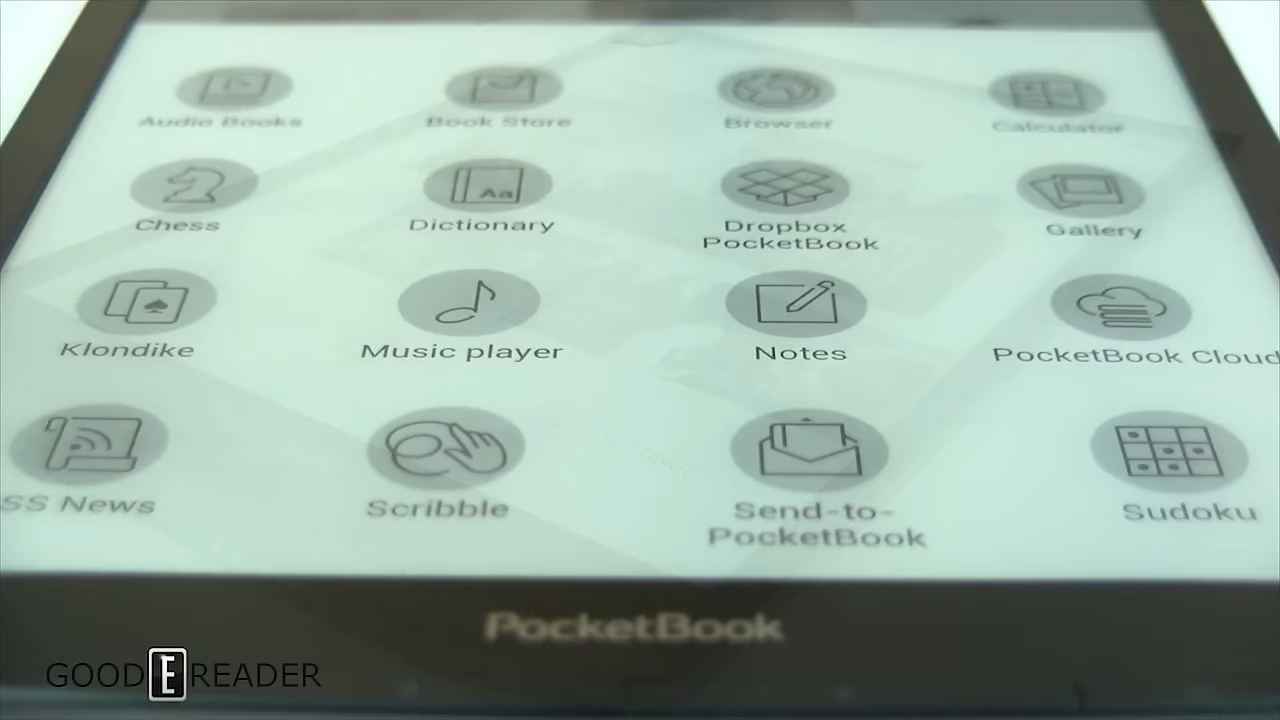 Audio Books
Book Store
Browser
Calculator
Chess
Dictionary
Aa
Dropbox
PocketBook
Gallery
Klondike
Music player
Notes
PocketBook Cloud
SS News
Scribble
Send-to-
PocketBook
Sudoku
PocketBook
GOOD E READER